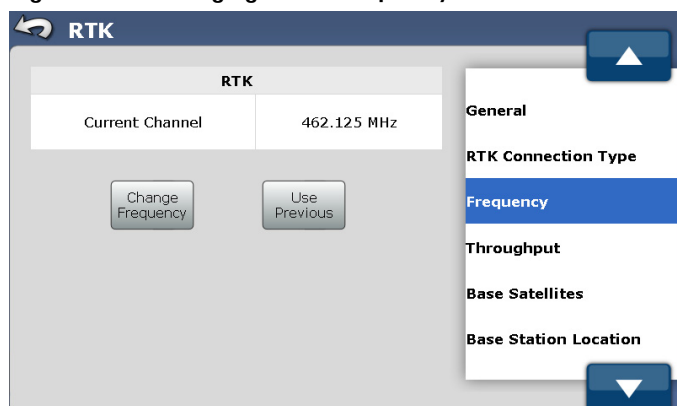 RTK
RTK
Current Channel 462.125 MHz
Change
Frequency
Use
Previous
General
RTK Connection Type
Frequency
Throughput
Base Satellites
Base Station Location